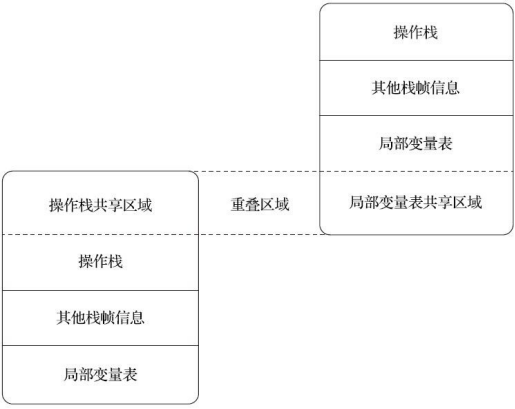 操作栈
其他栈帧信息
局部变量表
操作栈共享区域
重叠区域
局部变量表共享区域
操作栈
其他栈帧信息
局部变量表